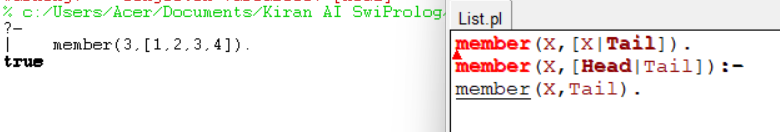 % c:/Users/Acer/Documents/Kiran AI SwiProlog/
?-
| member(3,[1,2,3,4]).
true
List.pl
member(X,[X|Tail]).
member(X,[Head|Tail]):-
member(X,Tail).